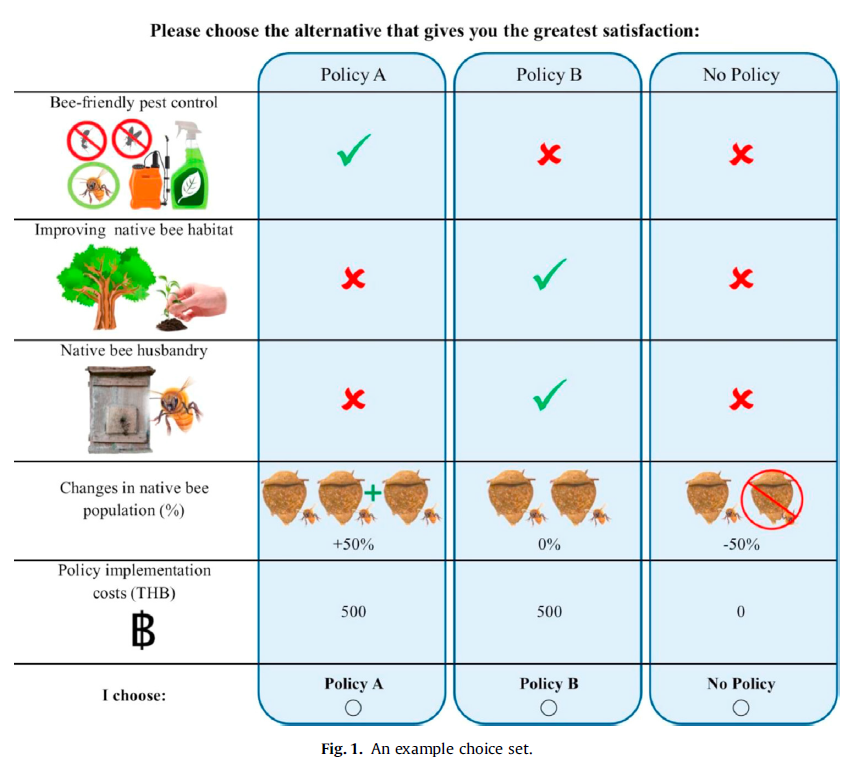 Please choose the alternative that gives you the greatest satisfaction:
Policy A
Policy B
No Policy
Bee-friendly pest control
Improving native bee habitat
Native bee husbandry
Changes in native bee
population (%)
+50%
0%
-50%
Policy implementation
costs (THB)
฿
500
500
0
I choose:
Policy A
Policy B
No Policy
Fig. 1. An example choice set.